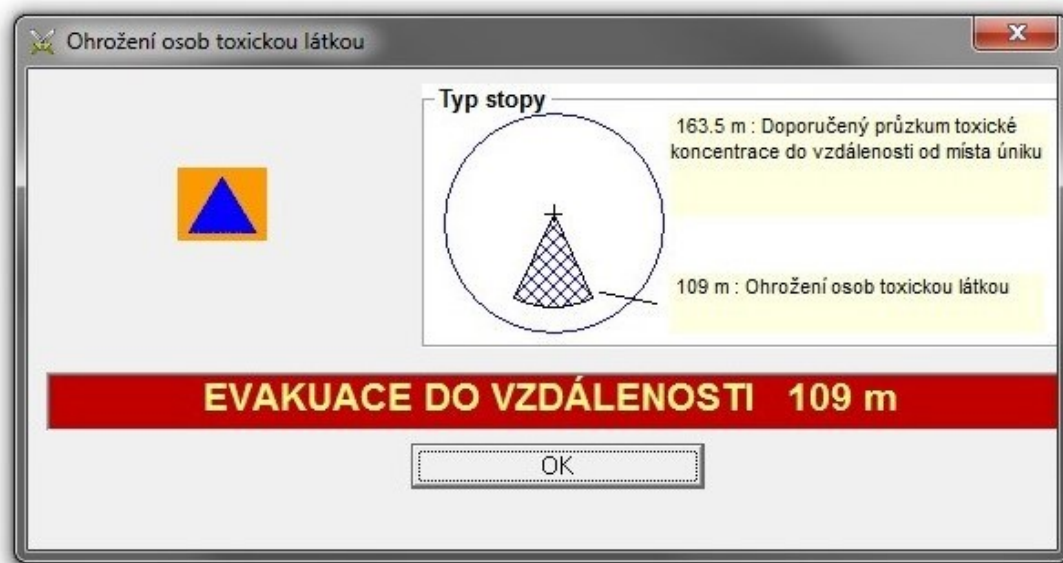 Ohrožení osob toxickou látkou
Typ stopy
163.5 m : Doporučený průzkum toxické
koncentrace do vzdálenosti od místa úniku
109 m : Ohrožení osob toxickou látkou
EVAKUACE DO VZDÁLENOSTI 109 m
OK